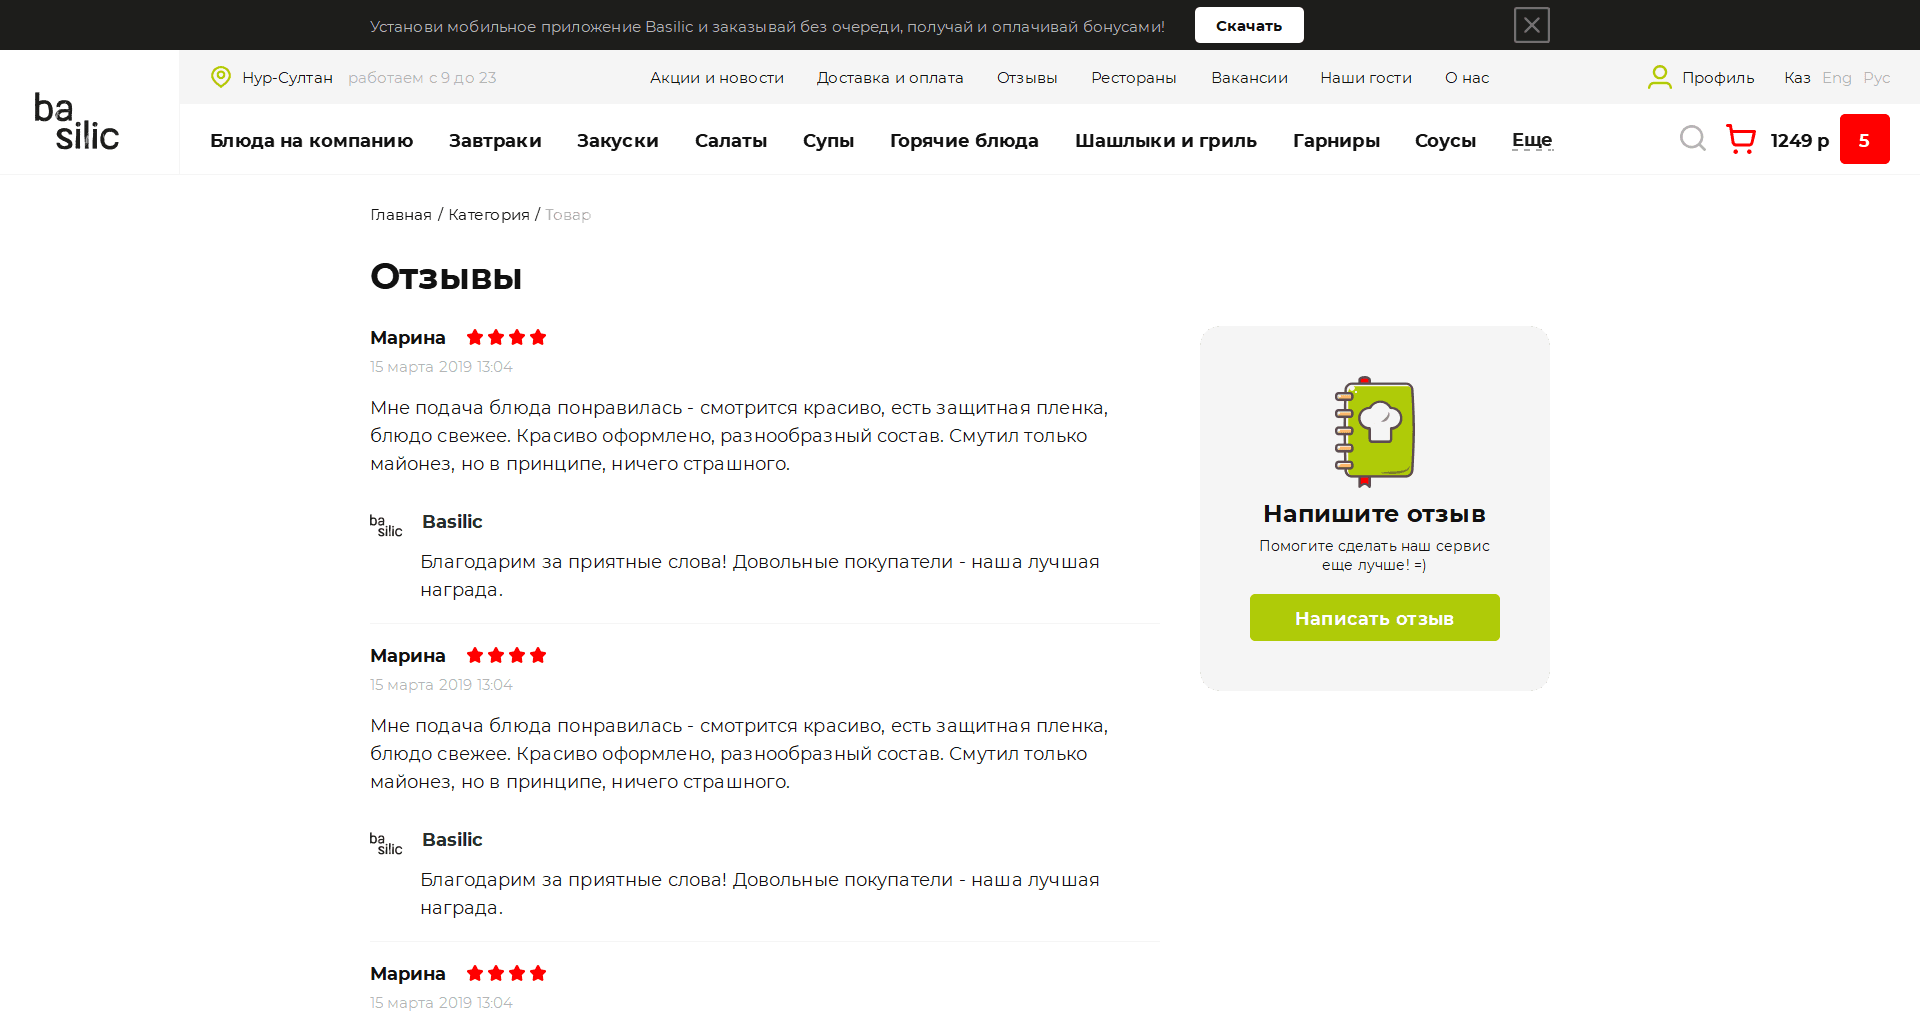 Установи мобильное приложение Basilic и заказывай без очереди, получай и оплачивай бонусами!
Скачать
ba
silic
Нур-Султан
работаем с 9 до 23
Акции и новости
Доставка и оплата
Отзывы
Рестораны
Вакансии
Наши гости
О нас
Профиль
Каз
Eng
Рус
Блюда на компанию
Завтраки
Закуски
Салаты
Супы
Горячие блюда
Шашлыки и гриль
Гарниры
Соусы
Еще
1249 р
5
Главная / Категория / Товар
Отзывы
Марина
15 марта 2019 13:04
Мне подача блюда понравилась - смотрится красиво, есть защитная пленка,
блюдо свежее. Красиво оформлено, разнообразный состав. Смутил только
майонез, но в принципе, ничего страшного.
ba
silic
Basilic
Благодарим за приятные слова! Довольные покупатели - наша лучшая
награда.
Марина
15 марта 2019 13:04
Мне подача блюда понравилась - смотрится красиво, есть защитная пленка,
блюдо свежее. Красиво оформлено, разнообразный состав. Смутил только
майонез, но в принципе, ничего страшного.
ba
silic
Basilic
Благодарим за приятные слова! Довольные покупатели - наша лучшая
награда.
Марина
15 марта 2019 13:04
Напишите отзыв
Помогите сделать наш сервис
еще лучше! =)
Написать отзыв